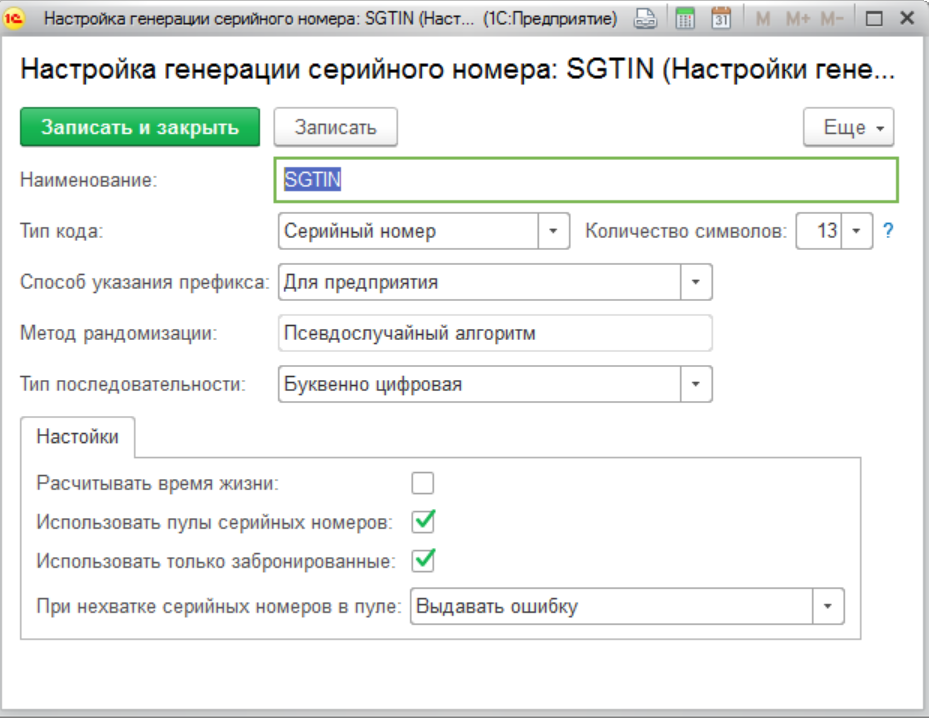 1С Настройка генерации серийного номера: SGTIN (Наст... (1С:Предприятие) 31 M M+ M-
Настройка генерации серийного номера: SGTIN (Настройки гене...
Записать и закрыть Записать Еще
Наименование: SGTIN
Тип кода: Серийный номер Количество символов: 13 ?
Способ указания префикса: Для предприятия
Метод рандомизации: Псевдослучайный алгоритм
Тип последовательности: Буквенно цифровая
Настойки
Расчитывать время жизни:
Использовать пулы серийных номеров:
Использовать только забронированные:
При нехватке серийных номеров в пуле: Выдавать ошибку